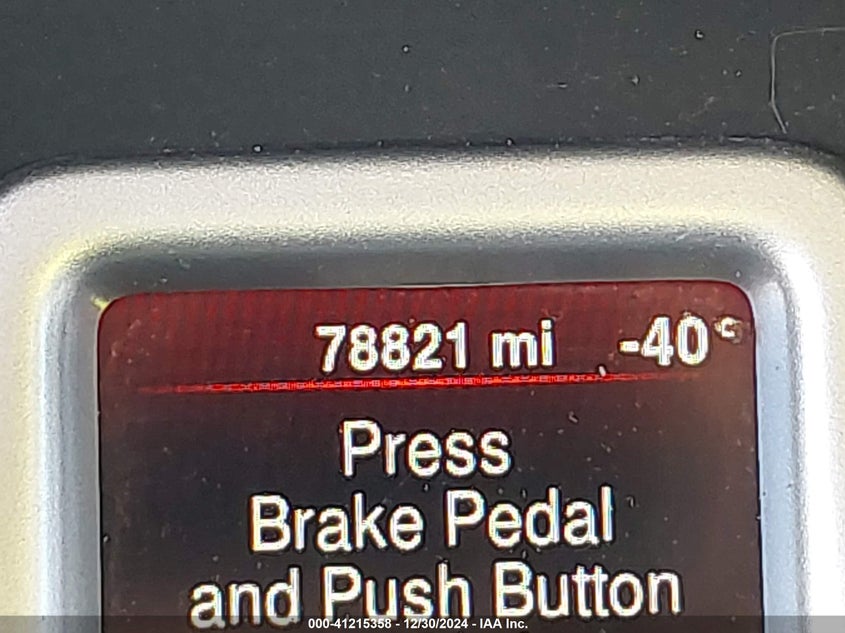 78821 mi -40°C
Press
Brake Pedal
and Push Button
000-41215358 - 12/30/2024 - IAA Inc.